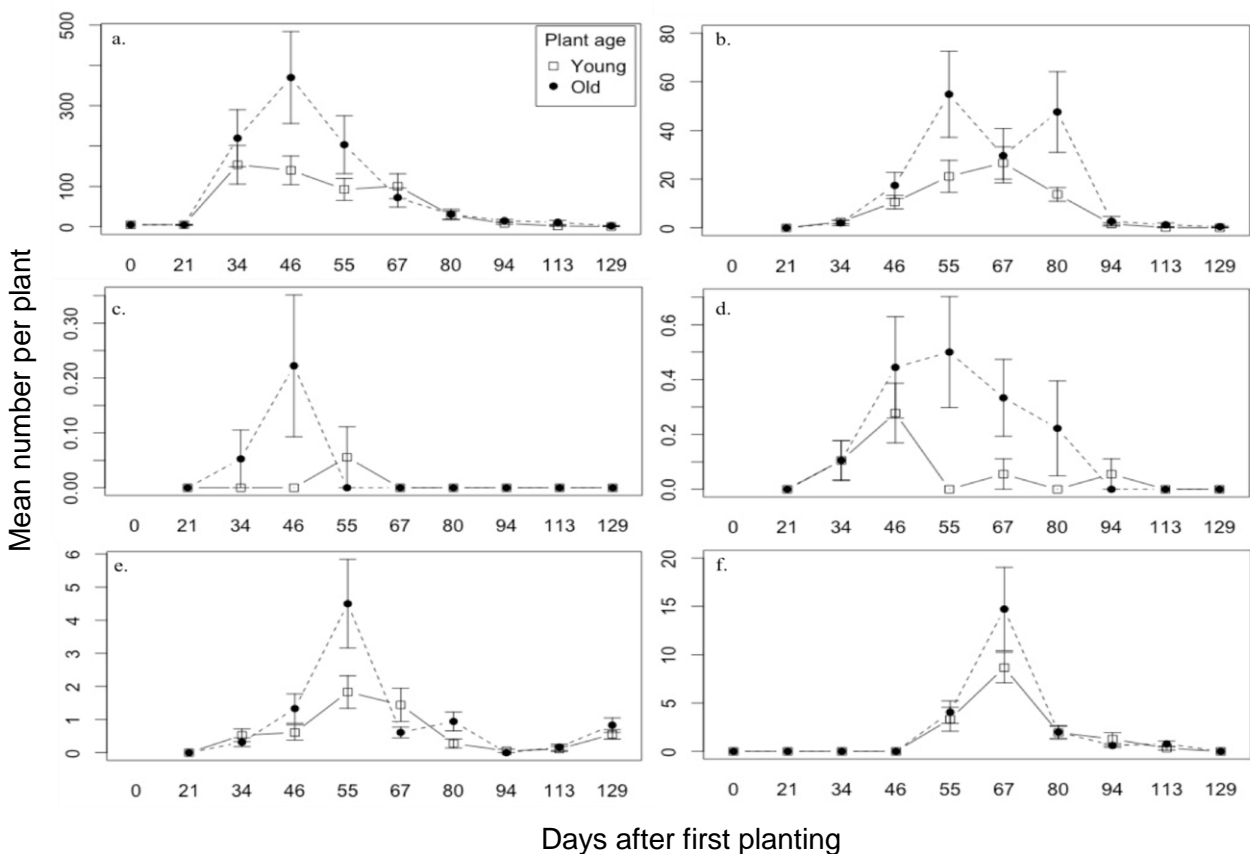 Mean number per plant
a.
Plant age
Young
Old
500
300
100
0
0 21 34 46 55 67 80 94 113 129
b.
80
60
40
20
0
0 21 34 46 55 67 80 94 113 129
c.
0.30
0.20
0.10
0.00
0 21 34 46 55 67 80 94 113 129
d.
0.6
0.4
0.2
0.0
0 21 34 46 55 67 80 94 113 129
e.
6
5
4
3
2
1
0
0 21 34 46 55 67 80 94 113 129
f.
20
15
10
5
0
0 21 34 46 55 67 80 94 113 129
Days after first planting